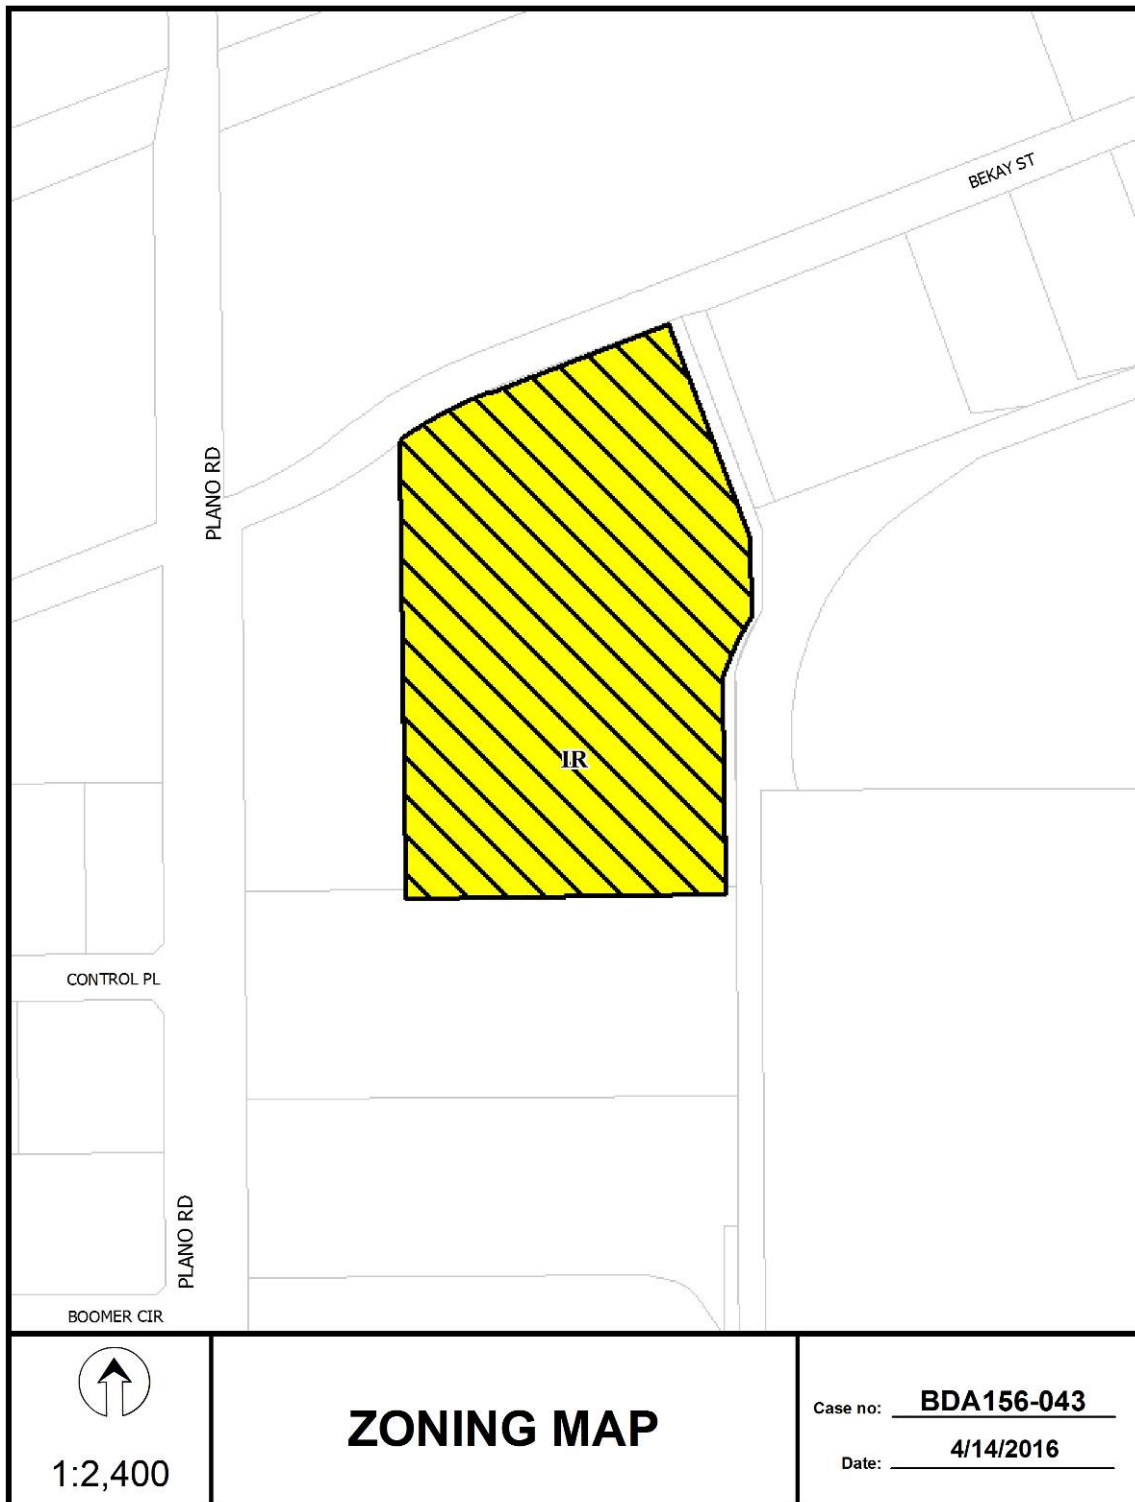 BEKAY ST
PLANO RD
IR
CONTROL PL
PLANO RD
BOOMER CIR
1:2,400
ZONING MAP
Case no: BDA156-043
Date: 4/14/2016